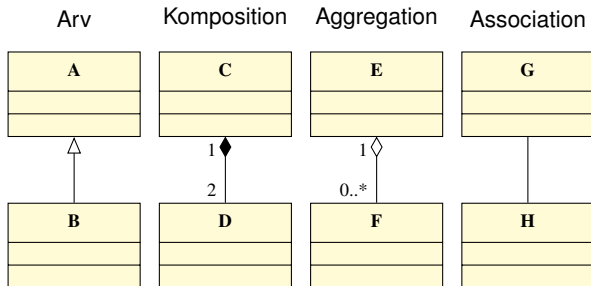 Arv Komposition Aggregation Association
A C E G
1 1
2 0..*
B D F H